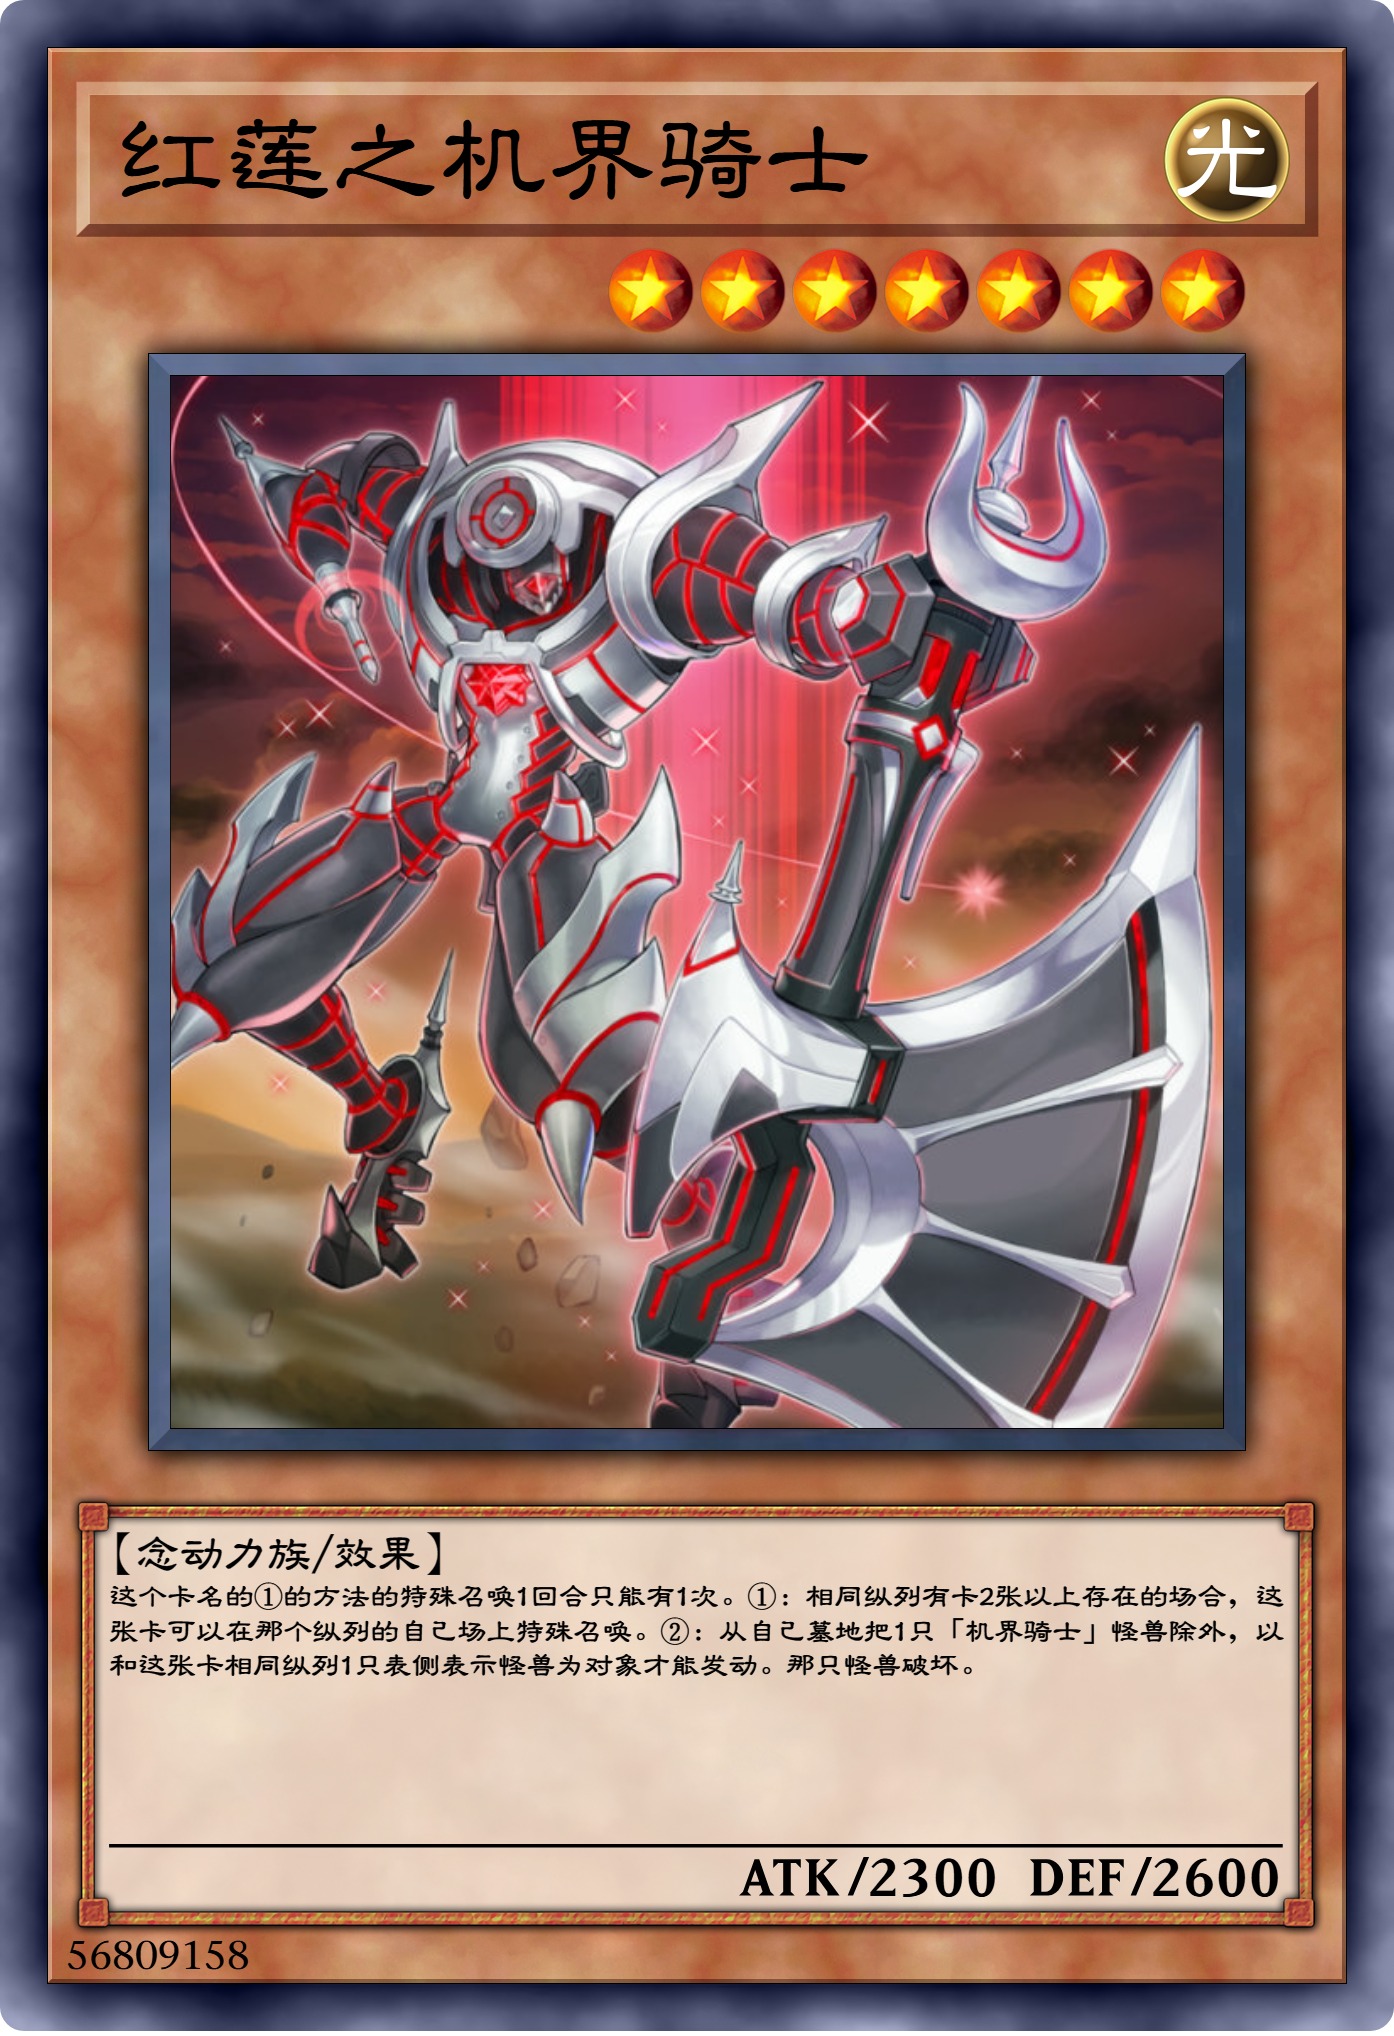 红莲之机界骑士
光
【念动力族/效果】
这个卡名的①的方法的特殊召唤1回合只能有1次。①：相同纵列有卡2张以上存在的场合，这
张卡可以在那个纵列的自己场上特殊召唤。②：从自己墓地把1只「机界骑士」怪兽除外，以
和这张卡相同纵列1只表侧表示怪兽为对象才能发动。那只怪兽破坏。
ATK/2300 DEF/2600
56809158